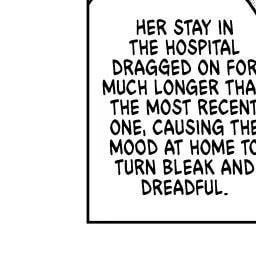 HER STAY IN
THE HOSPITAL
DRAGGED ON FOR
MUCH LONGER THA
THE MOST RECENT
ONE, CAUSING THE
MOOD AT HOME TO
TURN BLEAK AND
DREADFUL.